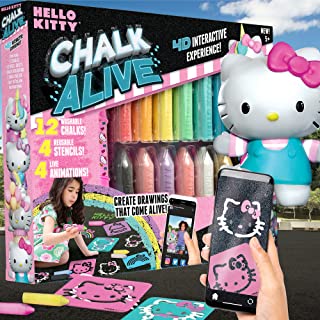 HELLO KITTY
CHALK
ALIVE
4D INTERACTIVE
EXPERIENCE!
NEW!
5+
12 WASHABLE
CHALKS!
4 REUSABLE
STENCILS!
4 LIVE
ANIMATIONS!
CREATE DRAWINGS
THAT COME ALIVE!